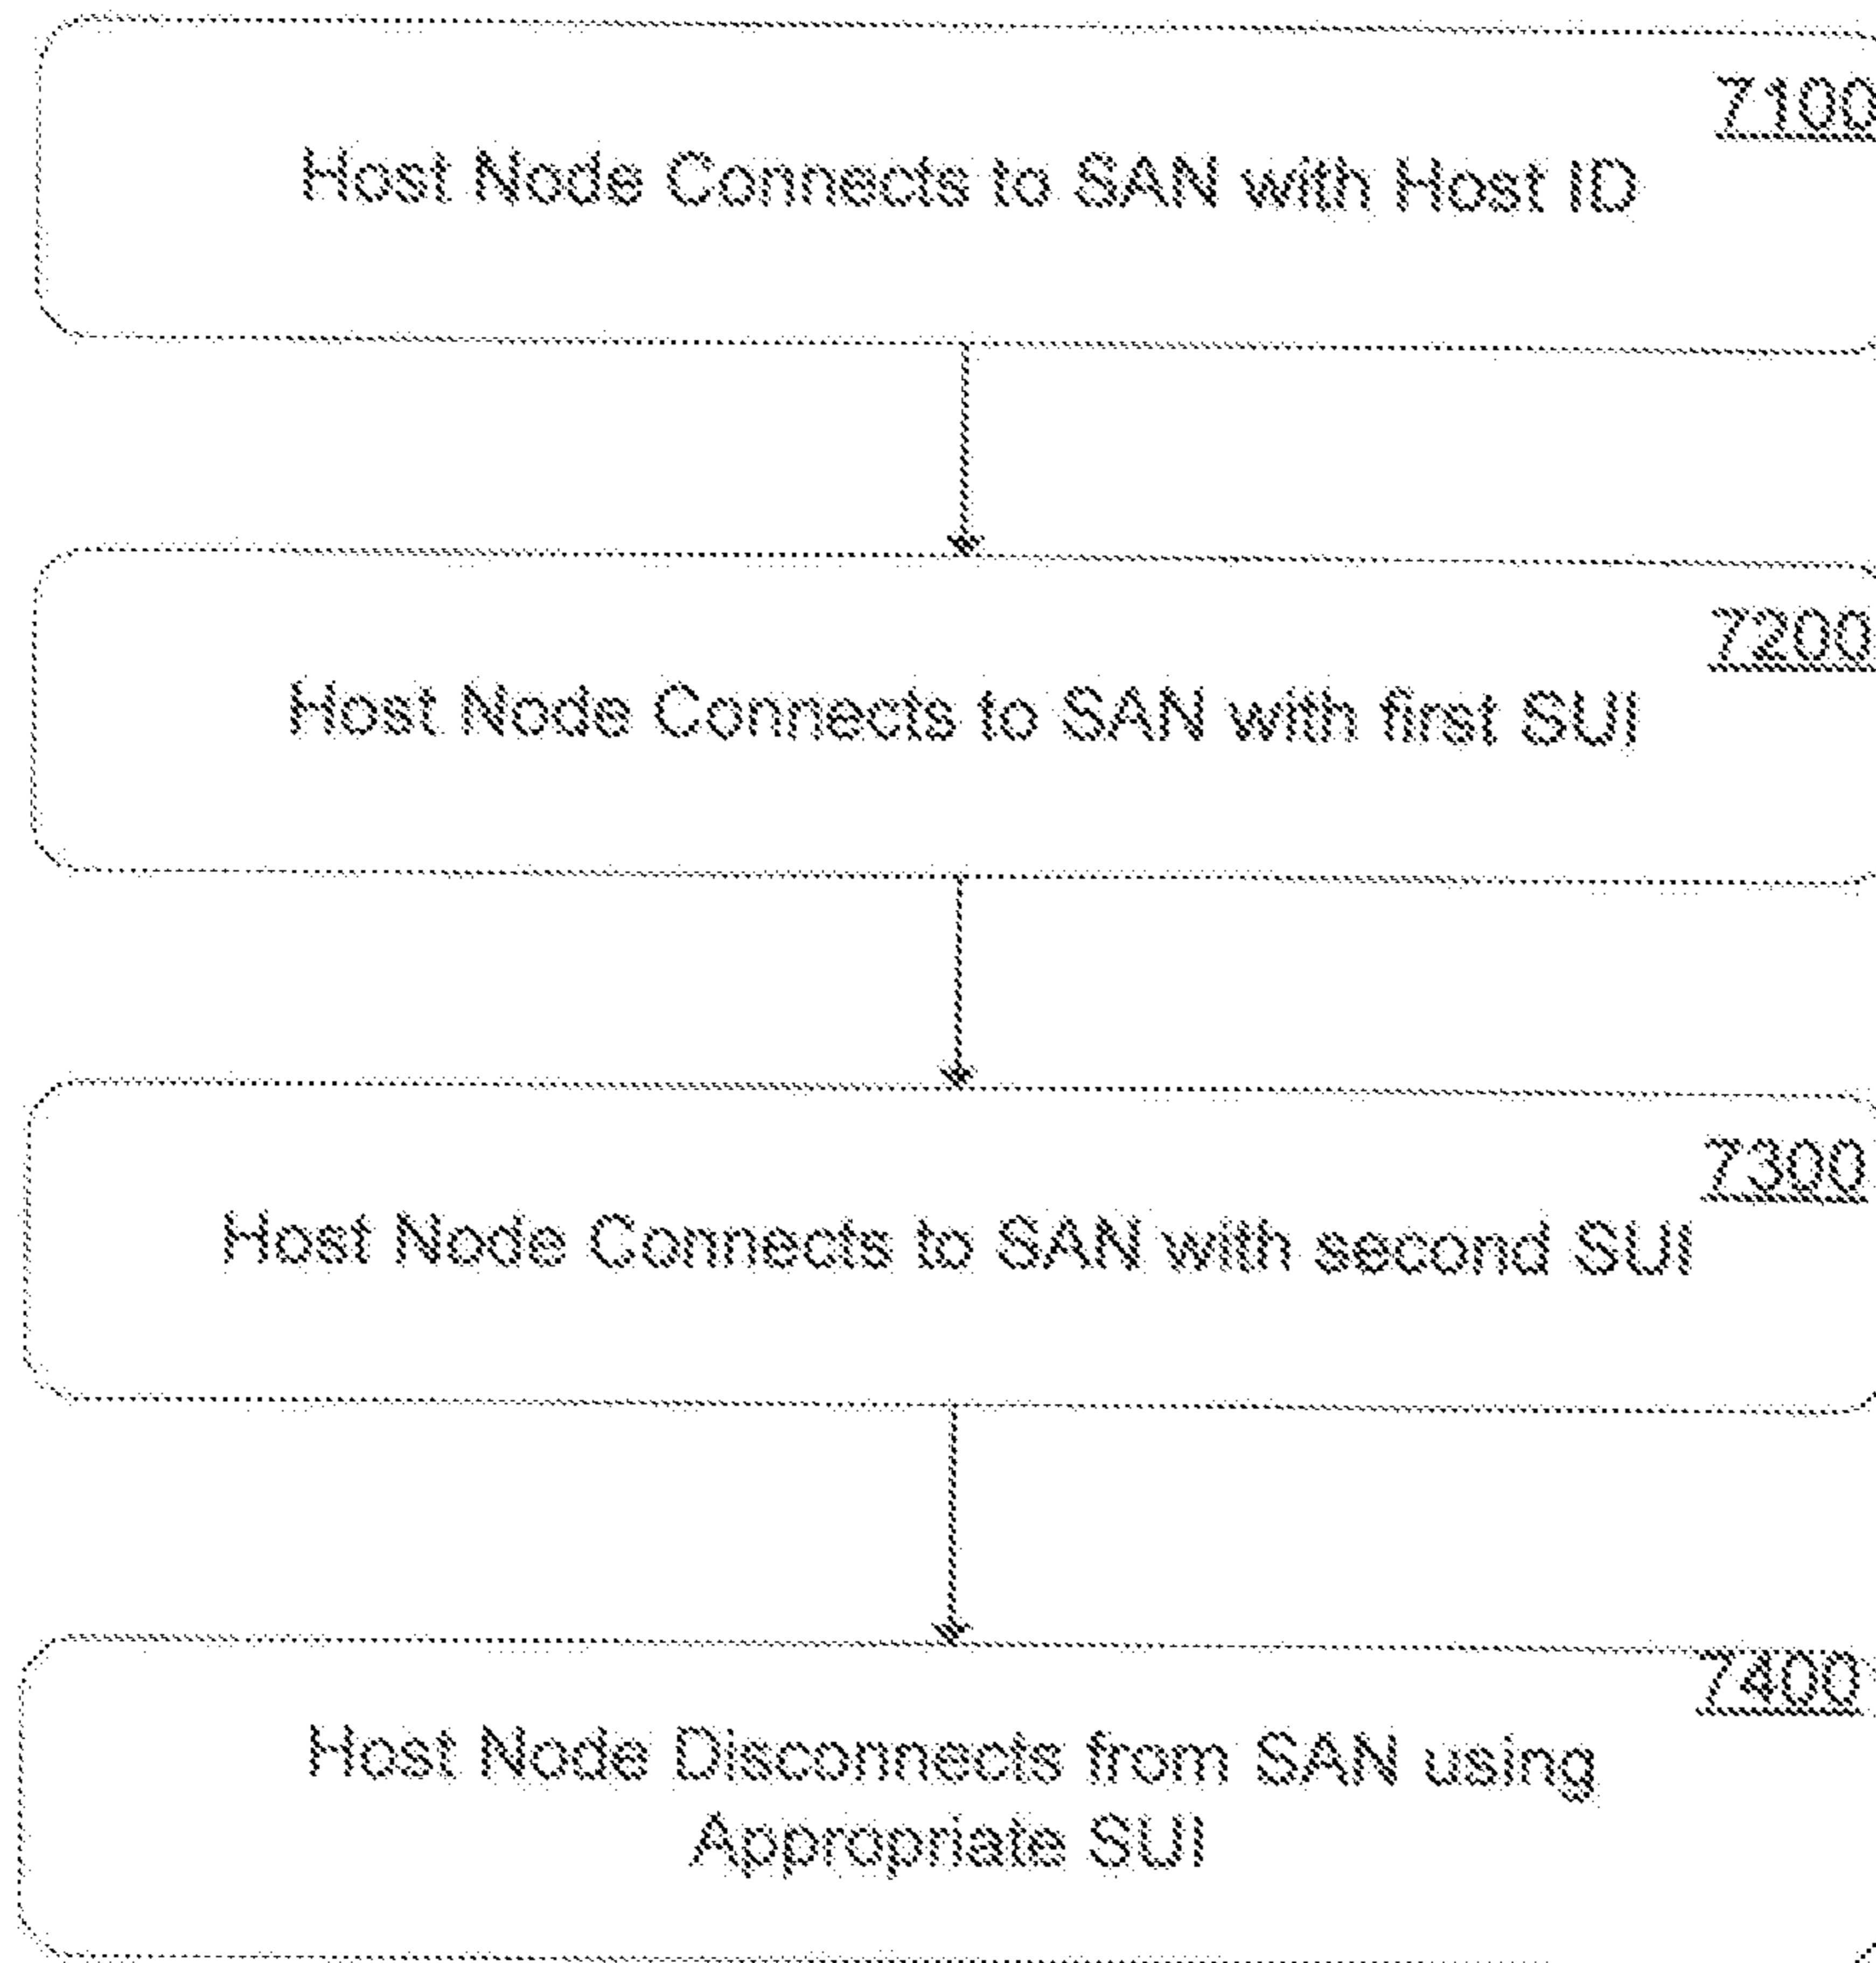 7100
Host Node Connects to SAN with Host ID
7200
Host Node Connects to SAN with first SUI
7300
Host Node Connects to SAN with second SUI
7400
Host Node Disconnects from SAN using
Appropriate SUI